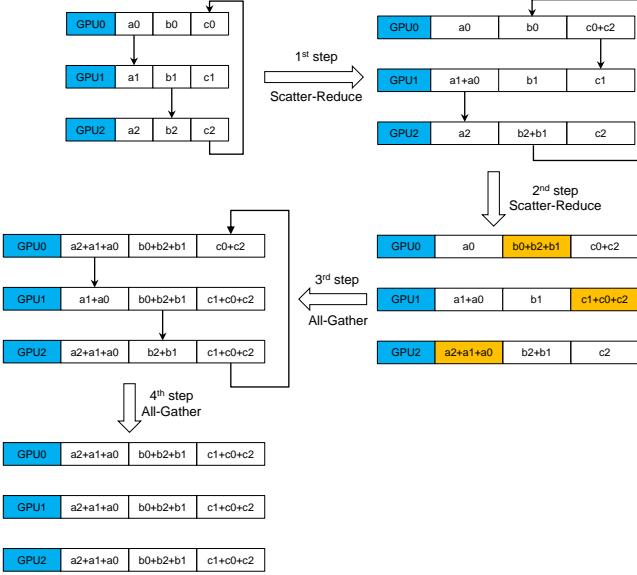 GPU0 a0 b0 c0
GPU1 a1 b1 c1
GPU2 a2 b2 c2
1st step
Scatter-Reduce
GPU0 a0 b0 c0+c2
GPU1 a1+a0 b1 c1
GPU2 a2 b2+b1 c2
2nd step
Scatter-Reduce
GPU0 a0 b0+b2+b1 c0+c2
GPU1 a1+a0 b1 c1+c0+c2
GPU2 a2+a1+a0 b2+b1 c2
3rd step
All-Gather
GPU0 a2+a1+a0 b0+b2+b1 c0+c2
GPU1 a1+a0 b0+b2+b1 c1+c0+c2
GPU2 a2+a1+a0 b2+b1 c1+c0+c2
4th step
All-Gather
GPU0 a2+a1+a0 b0+b2+b1 c1+c0+c2
GPU1 a2+a1+a0 b0+b2+b1 c1+c0+c2
GPU2 a2+a1+a0 b0+b2+b1 c1+c0+c2